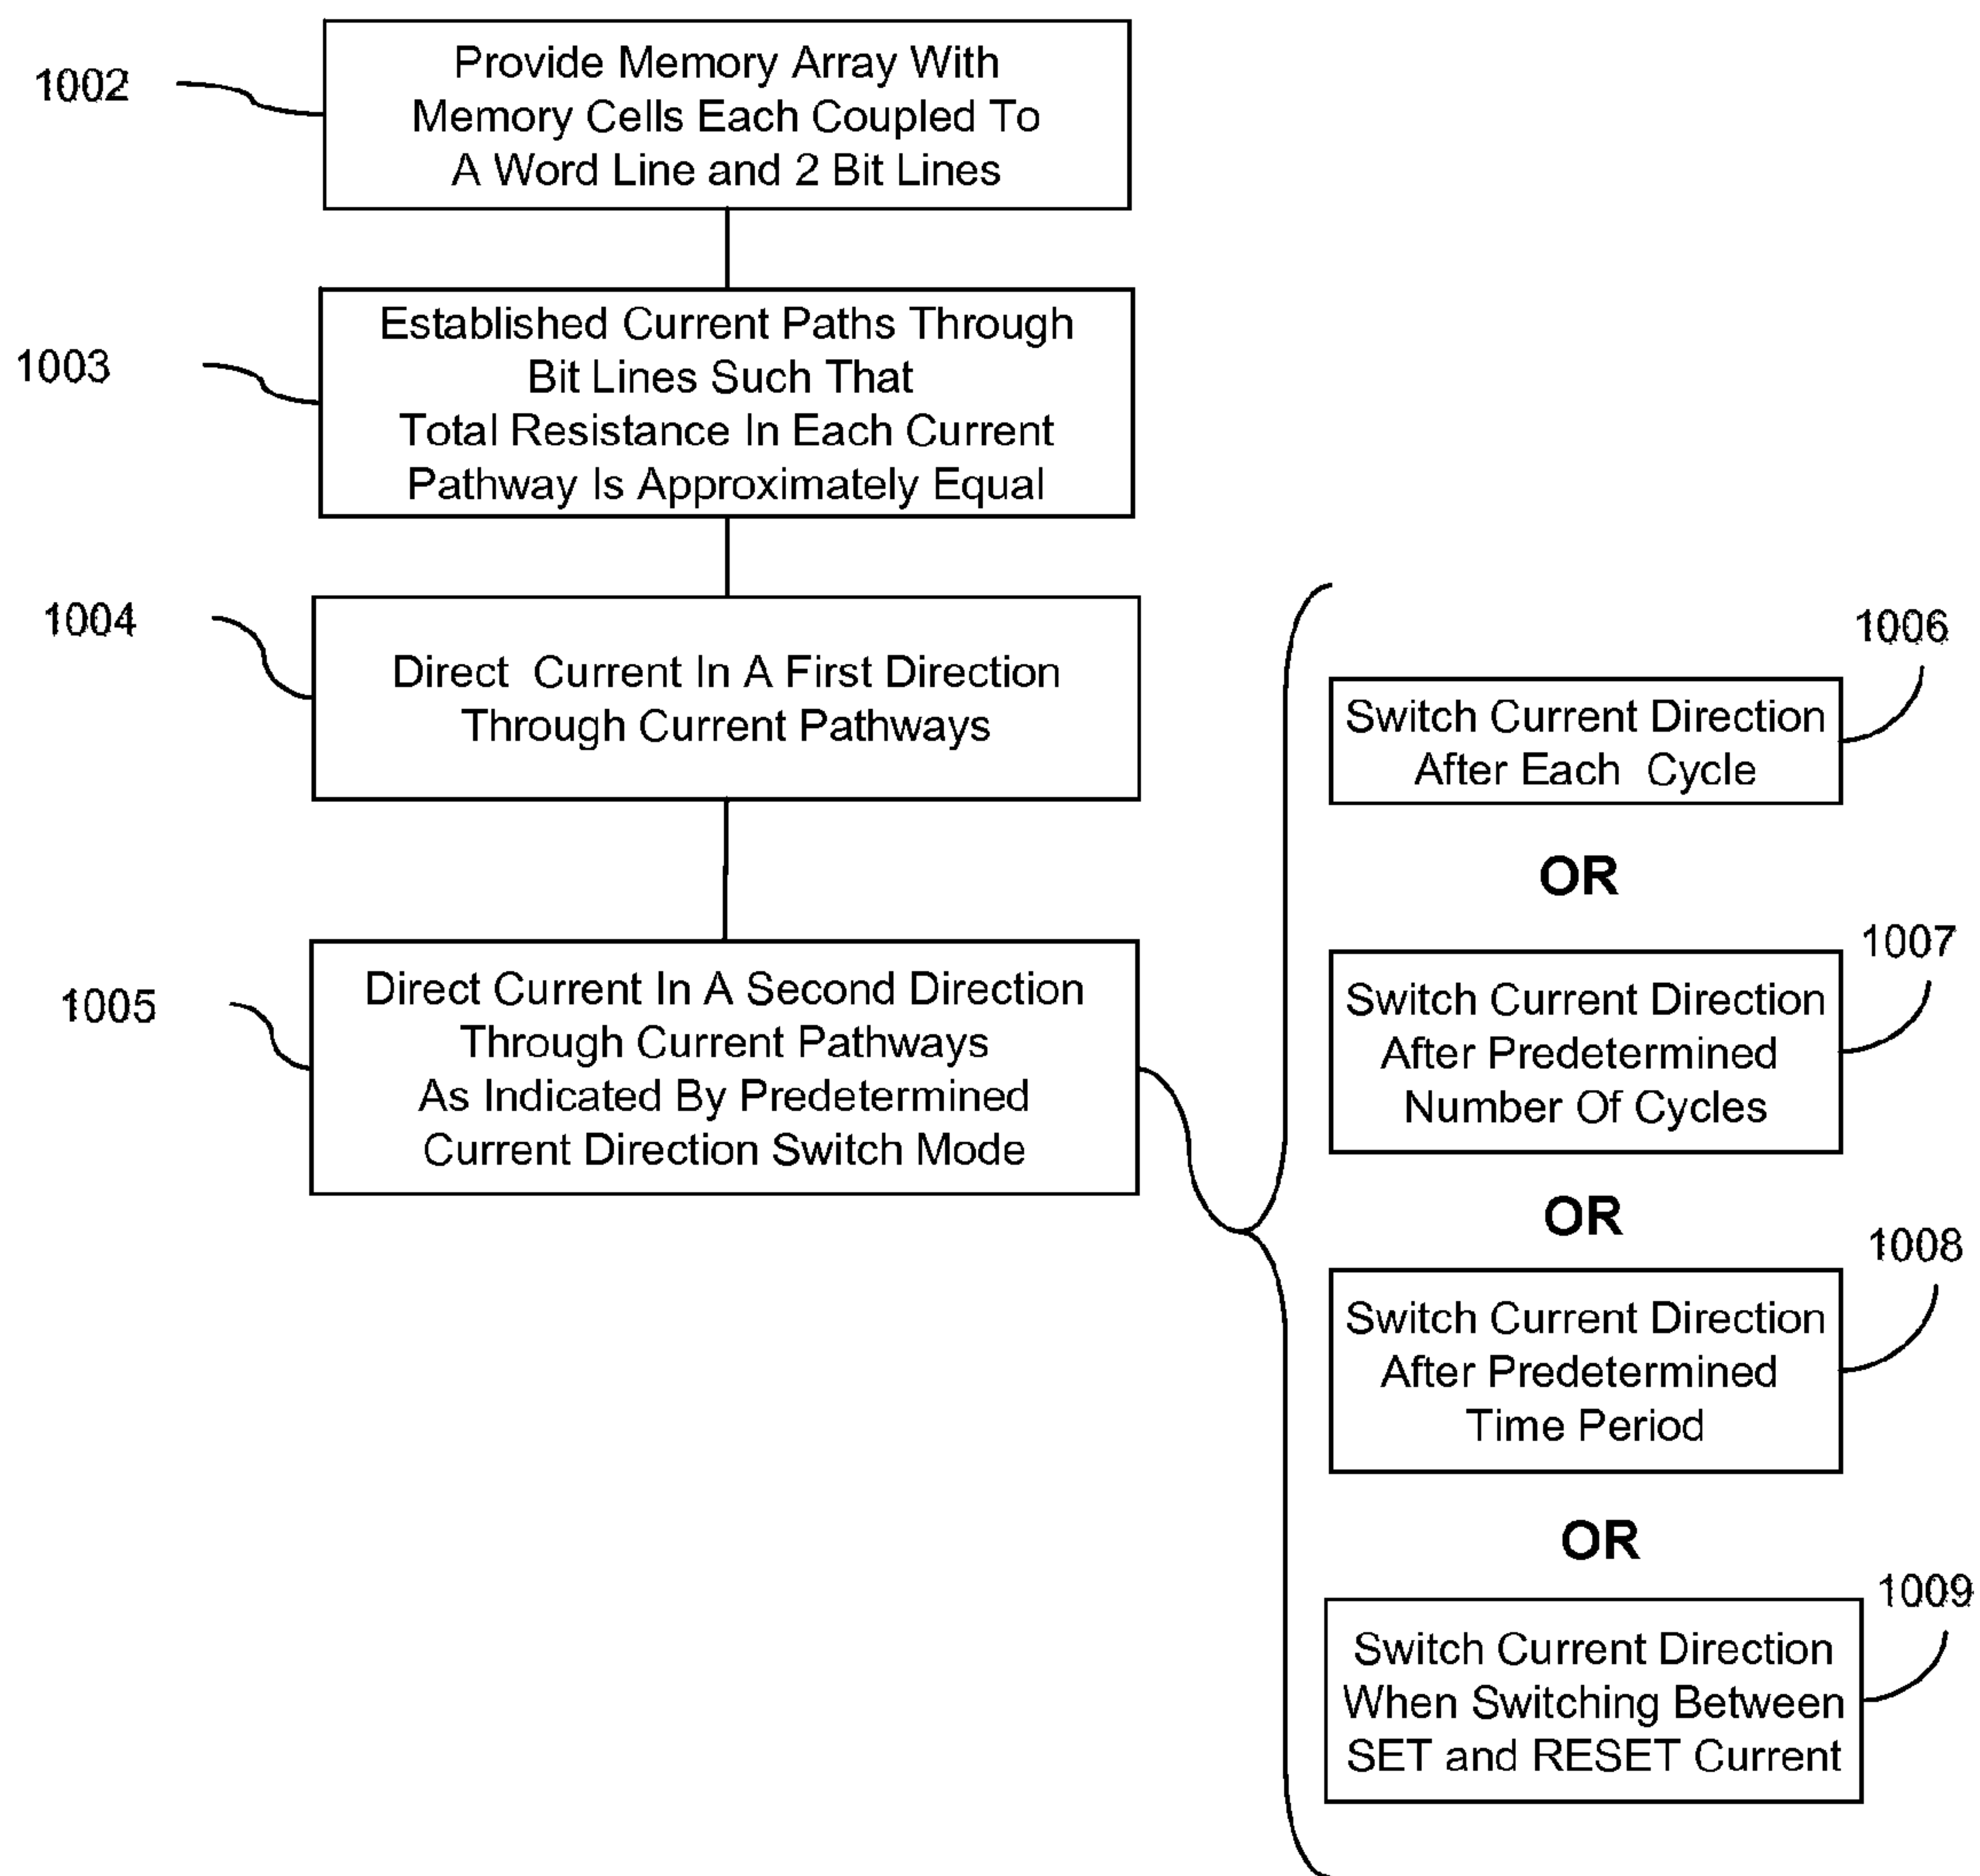 1002
Provide Memory Array With
Memory Cells Each Coupled To
A Word Line and 2 Bit Lines
1003
Established Current Paths Through
Bit Lines Such That
Total Resistance In Each Current
Pathway Is Approximately Equal
1004
Direct Current In A First Direction
Through Current Pathways
1005
Direct Current In A Second Direction
Through Current Pathways
As Indicated By Predetermined
Current Direction Switch Mode
1006
Switch Current Direction
After Each Cycle
OR
1007
Switch Current Direction
After Predetermined
Number Of Cycles
OR
1008
Switch Current Direction
After Predetermined
Time Period
OR
1009
Switch Current Direction
When Switching Between
SET and RESET Current